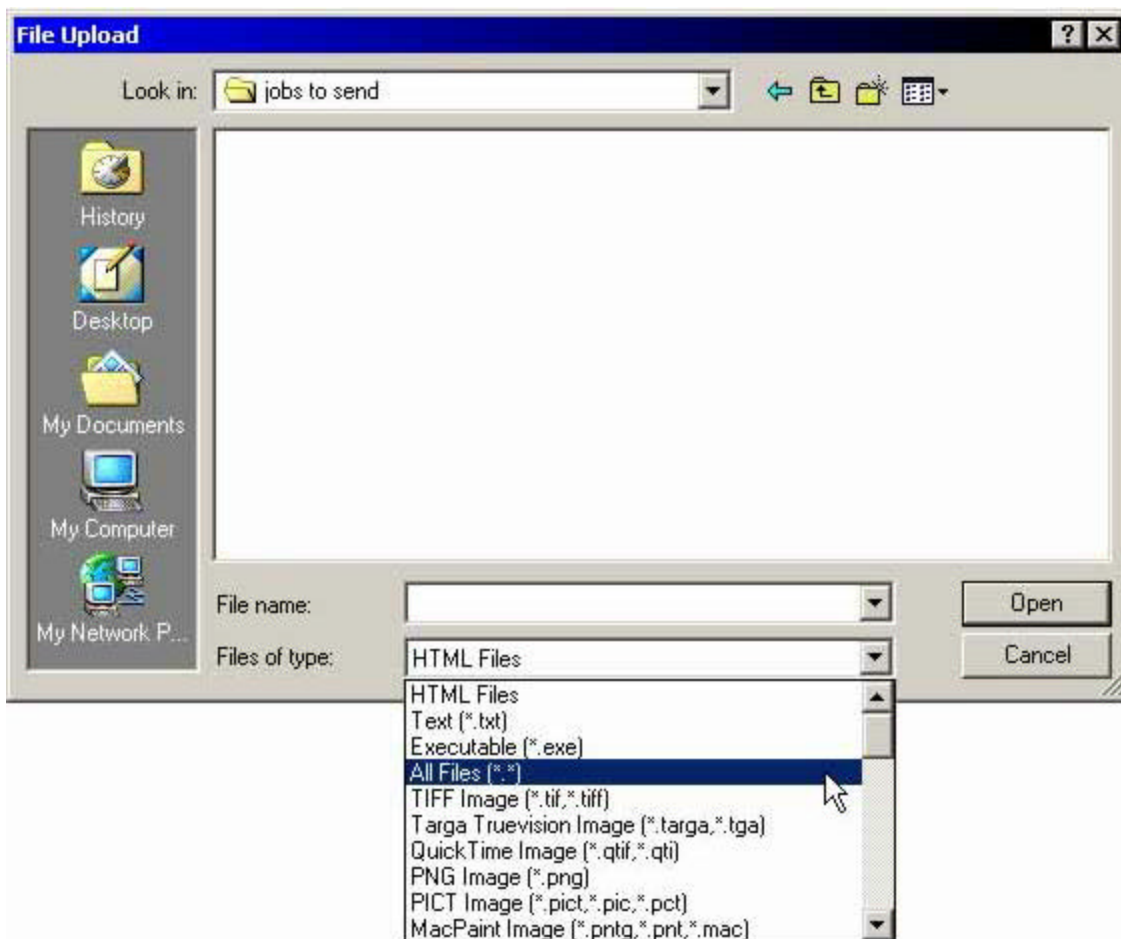 File Upload
Look in: jobs to send
History
Desktop
My Documents
My Computer
My Network P...
File name: Open
Files of type: HTML Files Cancel
HTML Files
Text (*.txt)
Executable (*.exe)
All Files (*.*)
TIFF Image (*.tif,*.tiff)
Targa Truevision Image (*.targa,*.tga)
QuickTime Image (*.qtif,*.qti)
PNG Image (*.png)
PICT Image (*.pict,*.pic,*.pct)
MacPaint Image (*.pntg,*.pnt,*.mac)